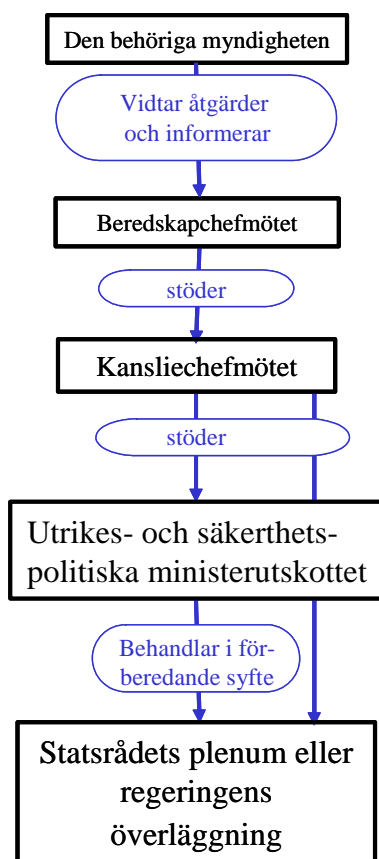 Den behöriga myndigheten
Vidtar åtgärder
och informerar
Beredskapchefmötet
stöder
Kansliechefmötet
stöder
Utrikes- och säkerthets-
politiska ministerutskottet
Behandlar i för-
beredande syfte
Statsrådets plenum eller
regeringens
överläggning